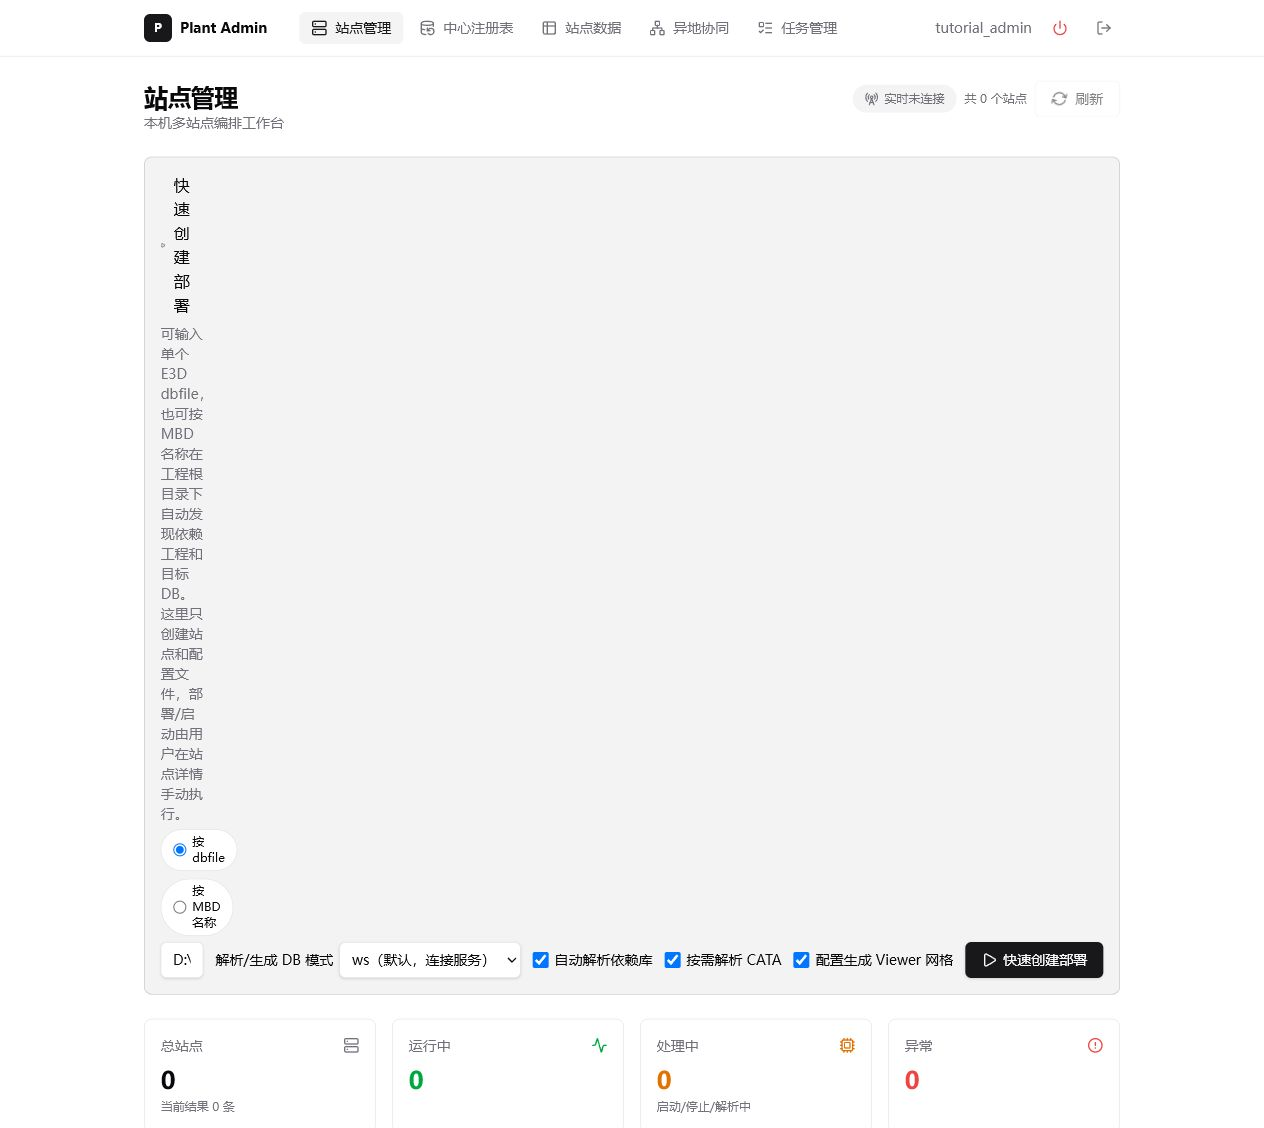 P Plant Admin 站点管理 中心注册表 站点数据 异地协同 任务管理 tutorial_admin
站点管理
本机多站点编排工作台
实时未连接 共 0 个站点 刷新
快
速
创
建
部
署
可输入
单个
E3D
dbfile，
也可按
MBD
名称在
工程根
目录下
自动发
现依赖
工程和
目标
DB。
这里只
创建站
点和配
置文
件，部
署/启
动由用
户在站
点详情
手动执
行。
按
dbfile
按
MBD
名称
D:\ 解析/生成 DB 模式 ws（默认，连接服务） 自动解析依赖库 按需解析 CATA 配置生成 Viewer 网格 快速创建部署
总站点 运行中 处理中 异常
0 0 0 0
当前结果 0 条 启动/停止/解析中